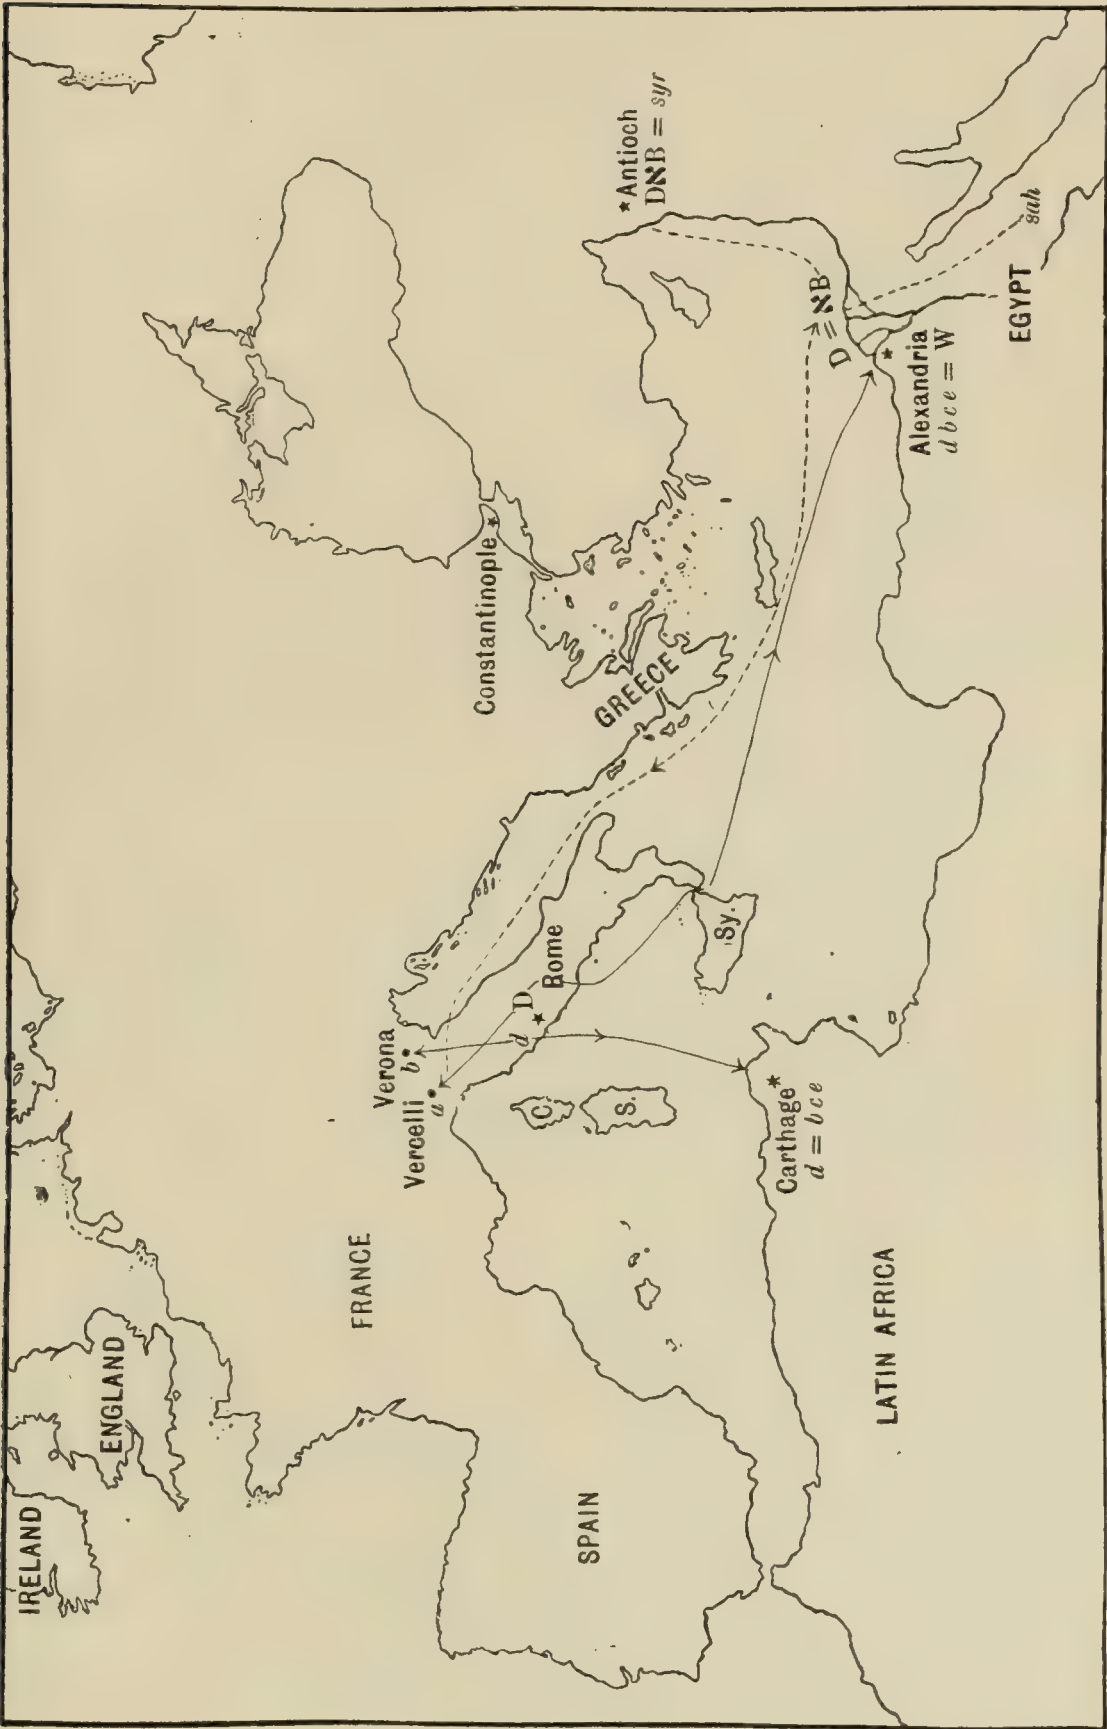 IRELAND
ENGLAND
FRANCE
SPAIN
LATIN AFRICA
Verona
b
Vercelli
a
d
D
Rome
C.
S.
Sy.
Carthage
d = bce
GREECE
Constantinople
Antioch
DאB = syr
D = אB
Alexandria
d b c e = W
EGYPT
sah